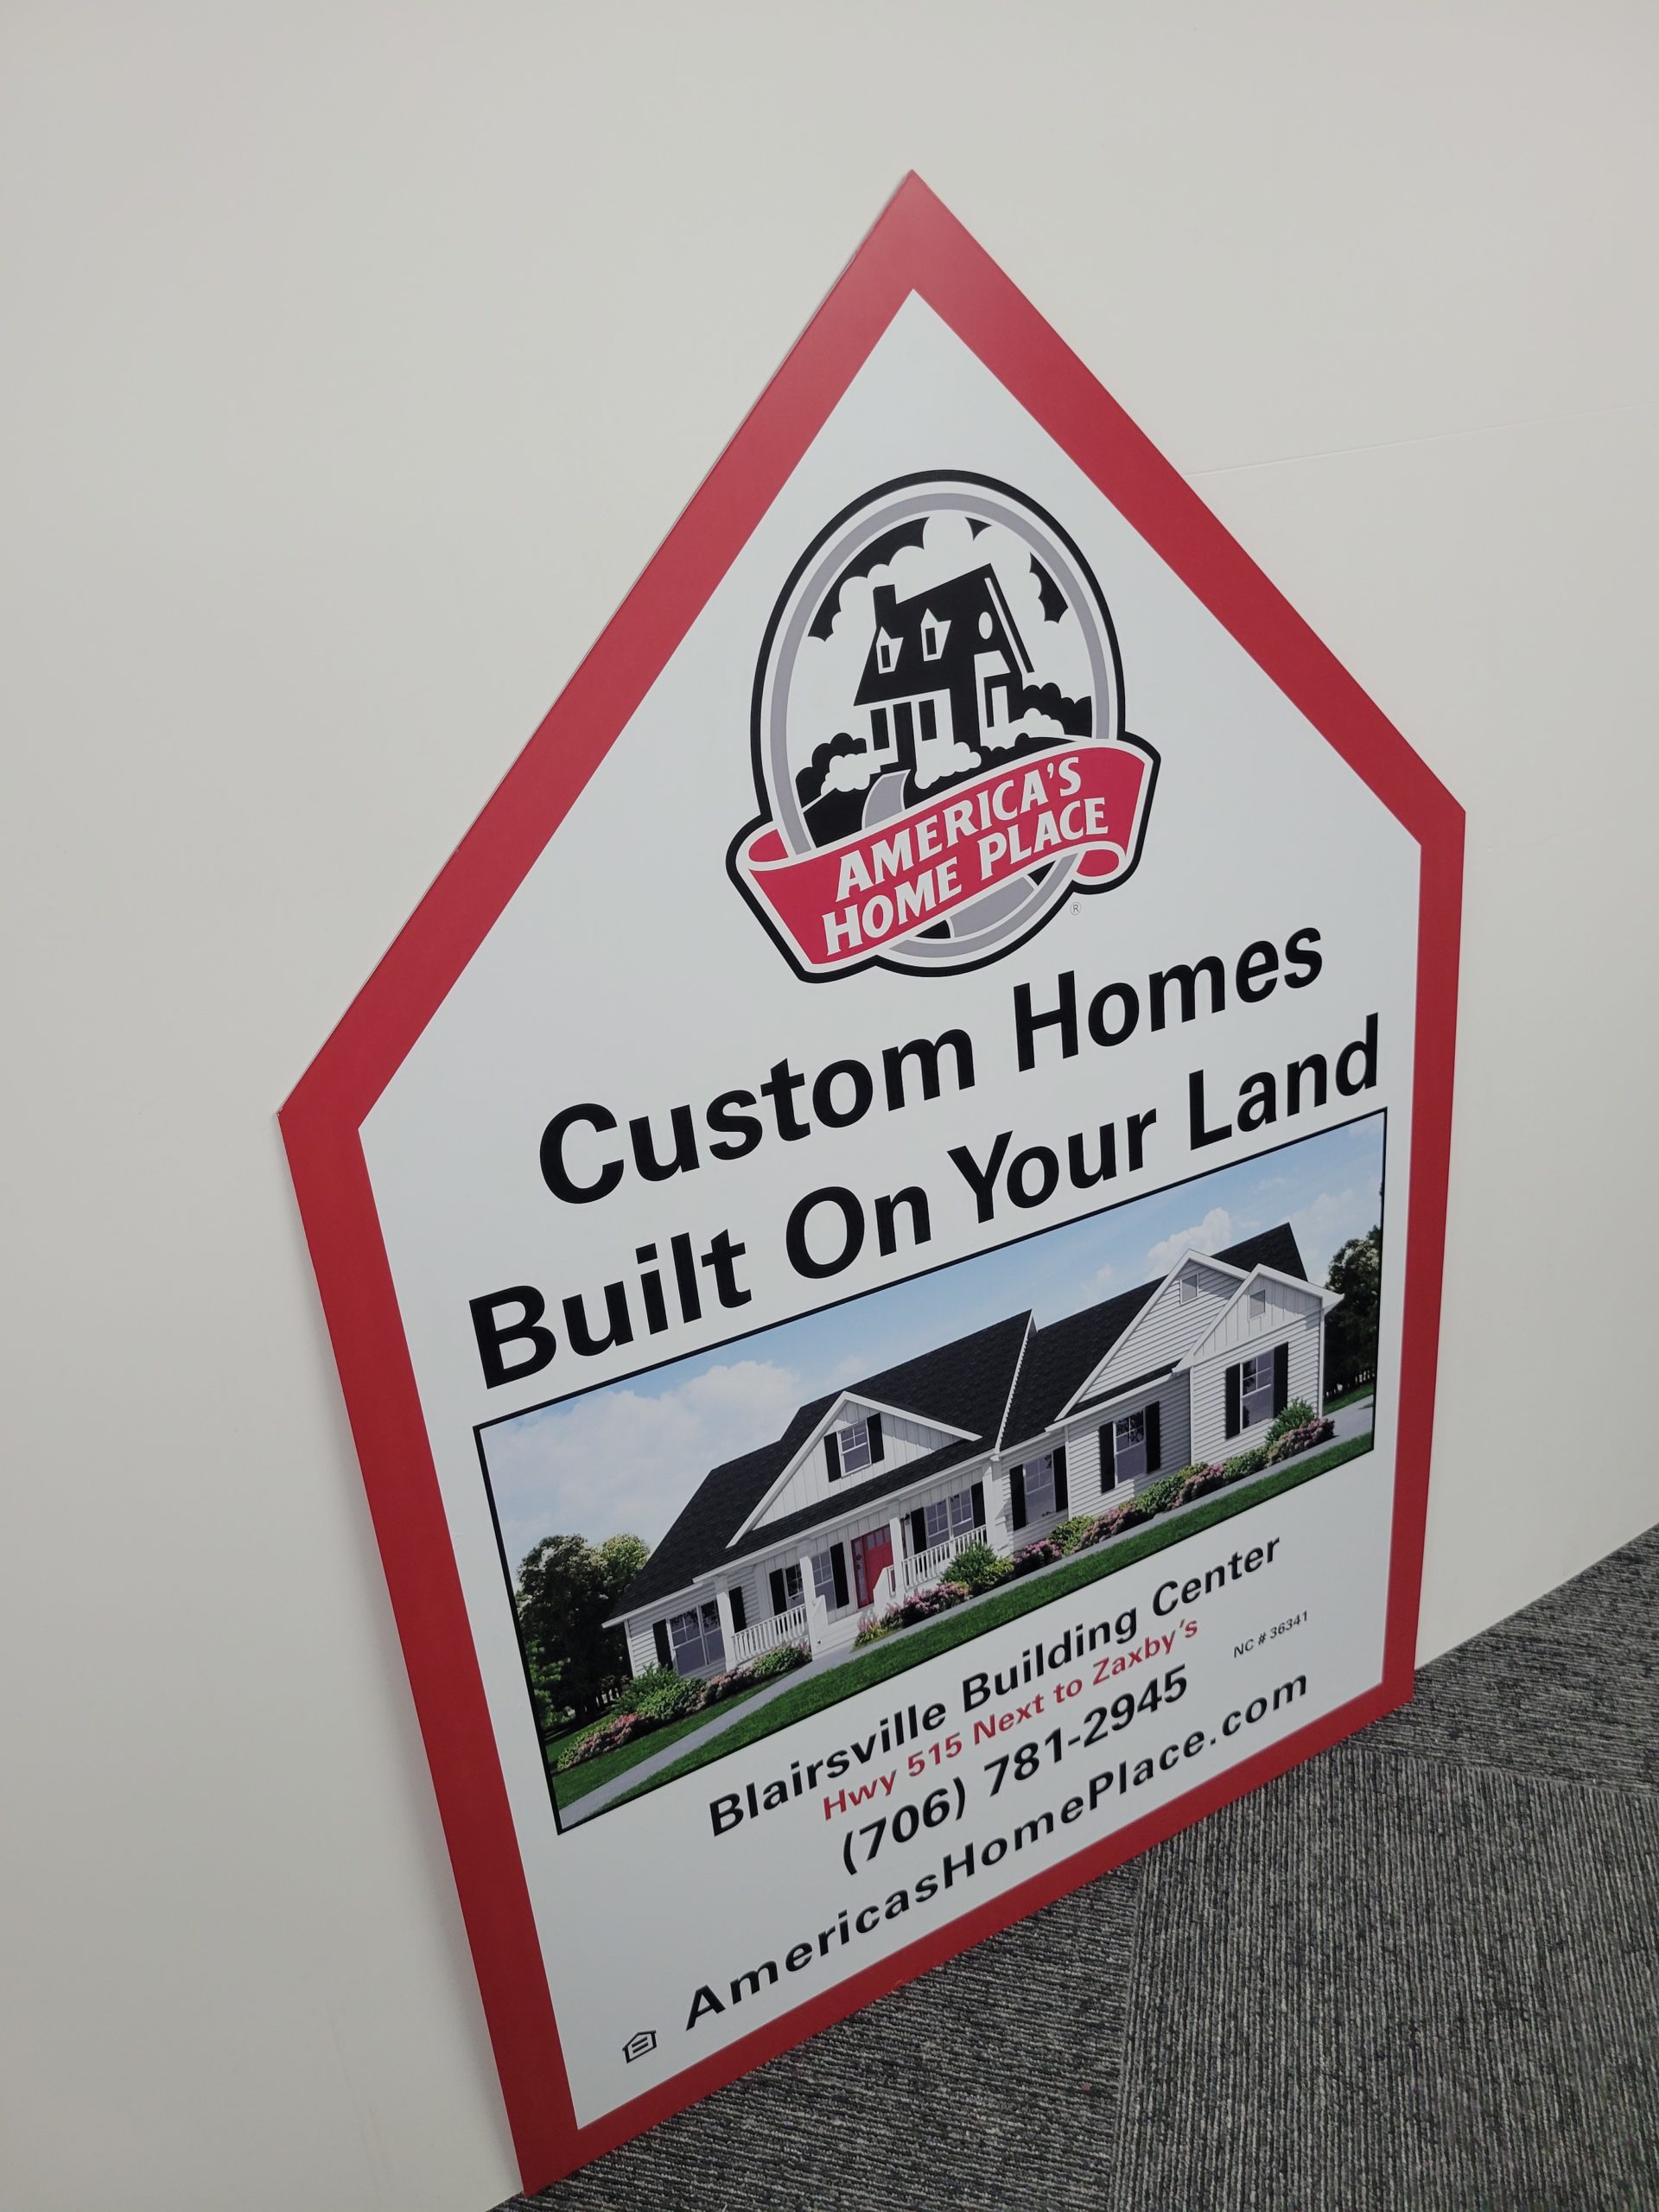 AMERICA'S
HOME PLACE
®
Custom Homes
Built On Your Land
Blairsville Building Center
Hwy 515 Next to Zaxby's
NC # 36341
(706) 781-2945
AmericasHomePlace.com